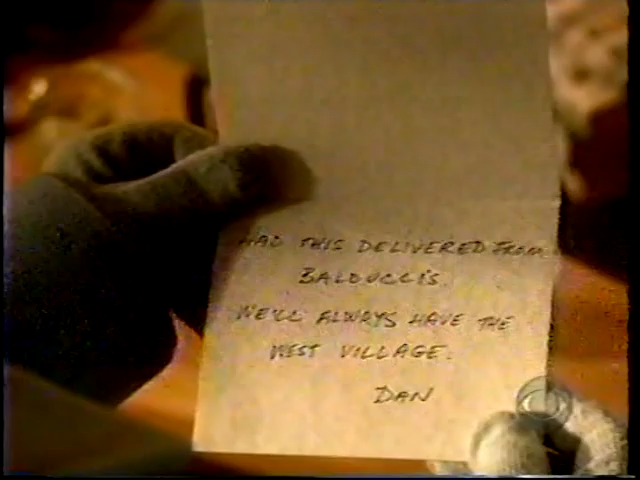 HAD THIS DELIVERED FROM
BALDUCCI'S.
WE'LL ALWAYS HAVE THE
WEST VILLAGE.
DAN